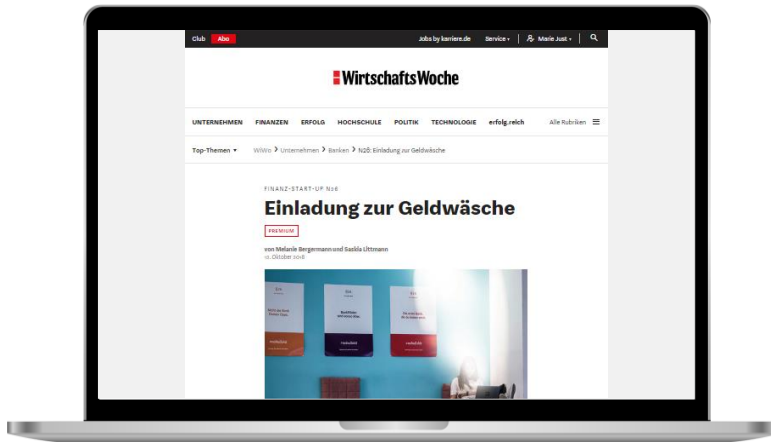 Club Abo Jobs by karriere.de Service Marie Just
WirtschaftsWoche
UNTERNEHMEN FINANZEN ERFOLG HOCHSCHULE POLITIK TECHNOLOGIE erfolg.reich Alle Rubriken
Top-Themen WiWo > Unternehmen > Banken > N26: Einladung zur Geldwäsche
FINANZ-START-UP N26
Einladung zur Geldwäsche
PREMIUM
von Melanie Bergermann und Saskia Littmann
Oktober 2018